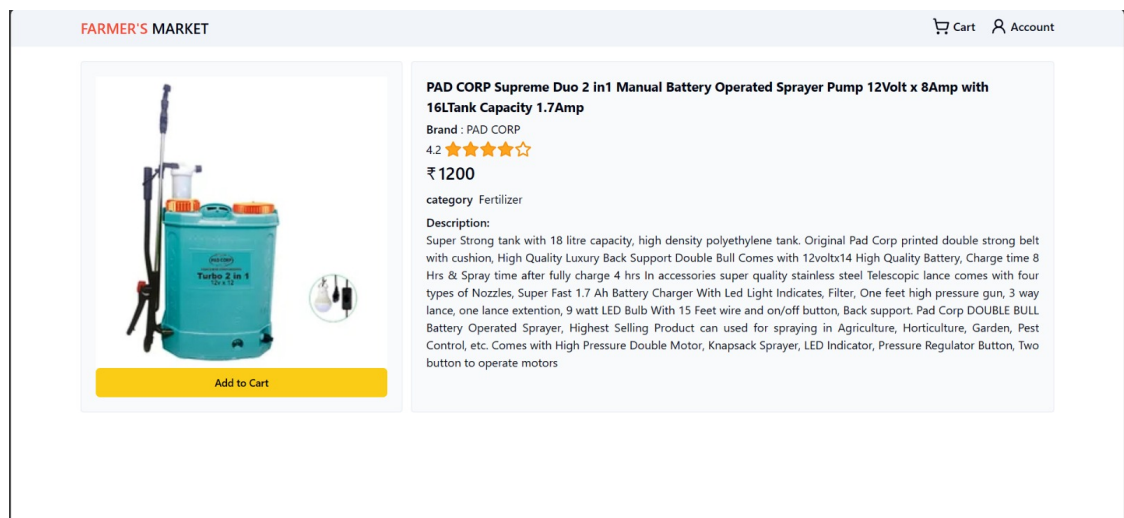 FARMER'S MARKET
Cart
Account
PAD CORP Supreme Duo 2 in1 Manual Battery Operated Sprayer Pump 12Volt x 8Amp with
16LTank Capacity 1.7Amp
Brand : PAD CORP
4.2
₹1200
category Fertilizer
Description:
Super Strong tank with 18 litre capacity, high density polyethylene tank. Original Pad Corp printed double strong belt
with cushion, High Quality Luxury Back Support Double Bull Comes with 12voltx14 High Quality Battery, Charge time 8
Hrs & Spray time after fully charge 4 hrs In accessories super quality stainless steel Telescopic lance comes with four
types of Nozzles, Super Fast 1.7 Ah Battery Charger With Led Light Indicates, Filter, One feet high pressure gun, 3 way
lance, one lance extention, 9 watt LED Bulb With 15 Feet wire and on/off button, Back support. Pad Corp DOUBLE BULL
Battery Operated Sprayer, Highest Selling Product can used for spraying in Agriculture, Horticulture, Garden, Pest
Control, etc. Comes with High Pressure Double Motor, Knapsack Sprayer, LED Indicator, Pressure Regulator Button, Two
button to operate motors
PAD CORP
Turbo 2 in 1
12v x 12
Add to Cart